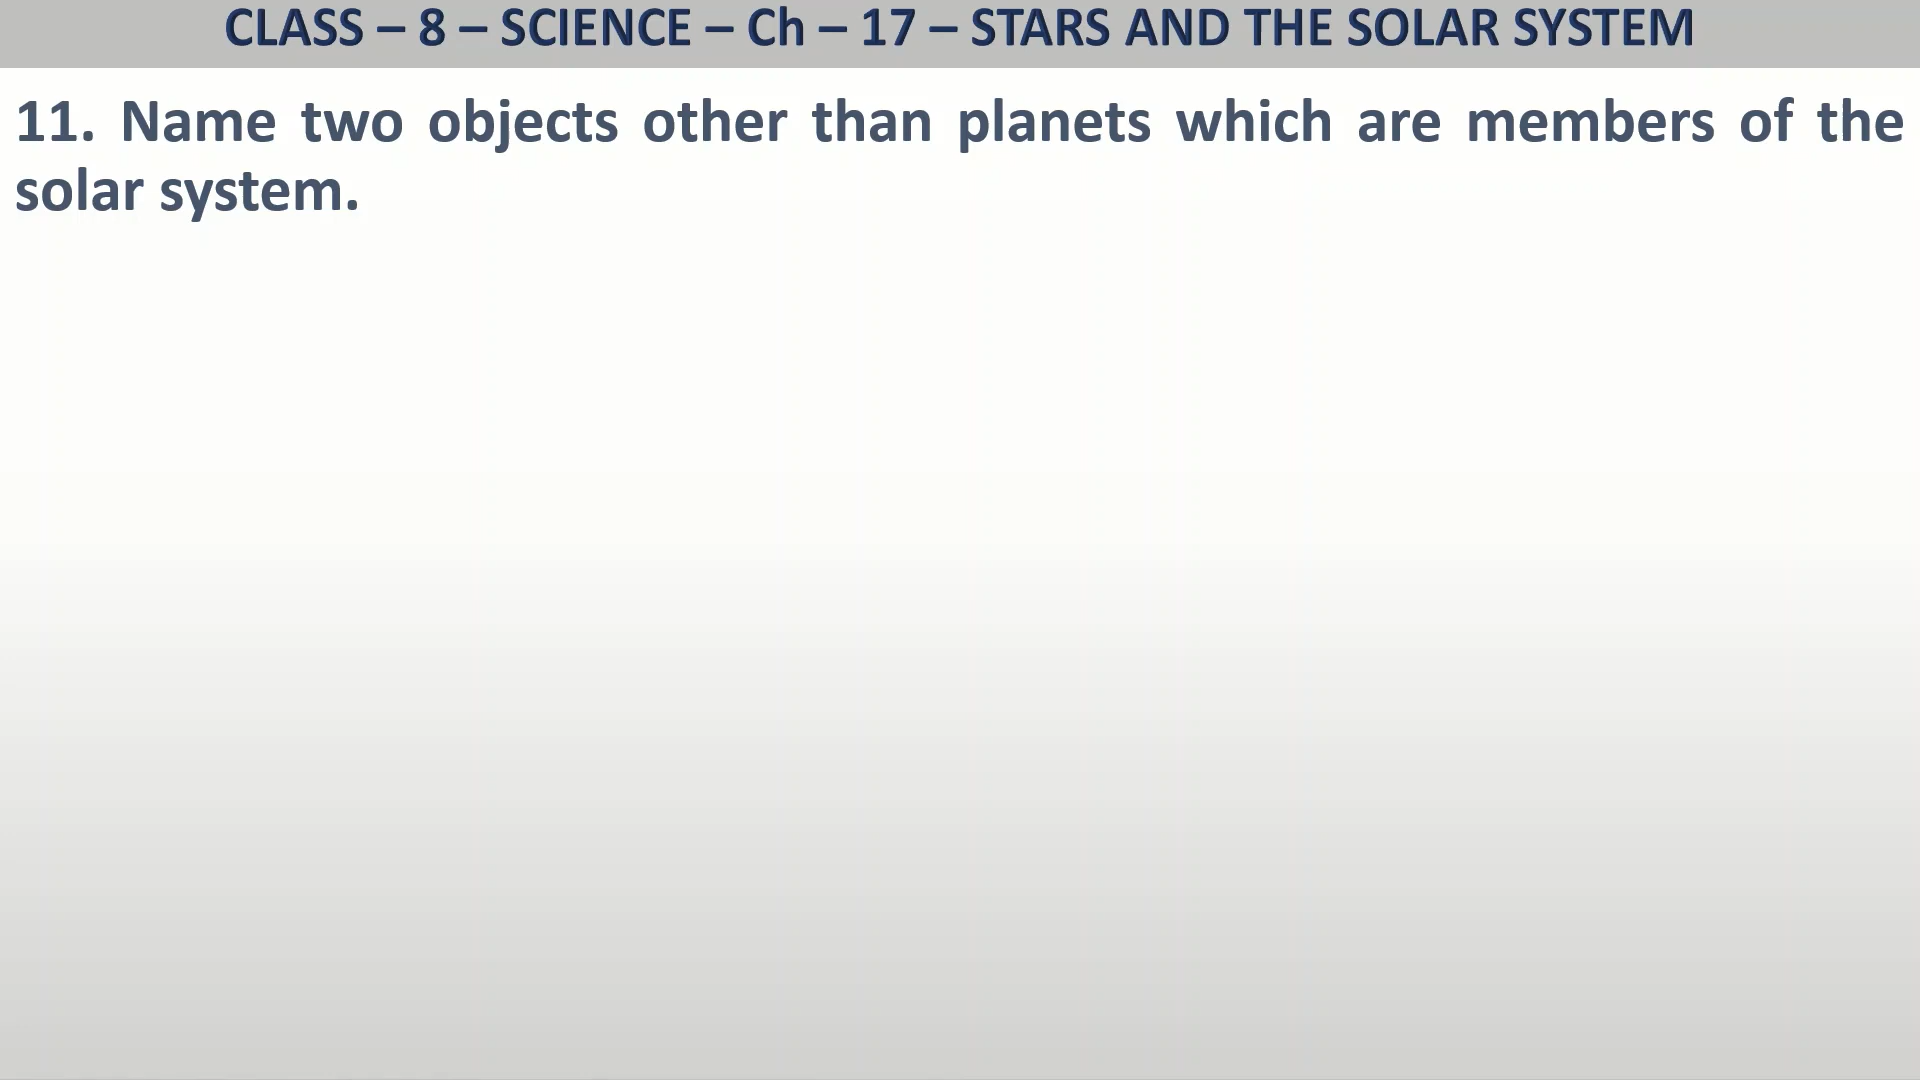 CLASS – 8 – SCIENCE – Ch – 17 – STARS AND THE SOLAR SYSTEM
11. Name two objects other than planets which are members of the
solar system.